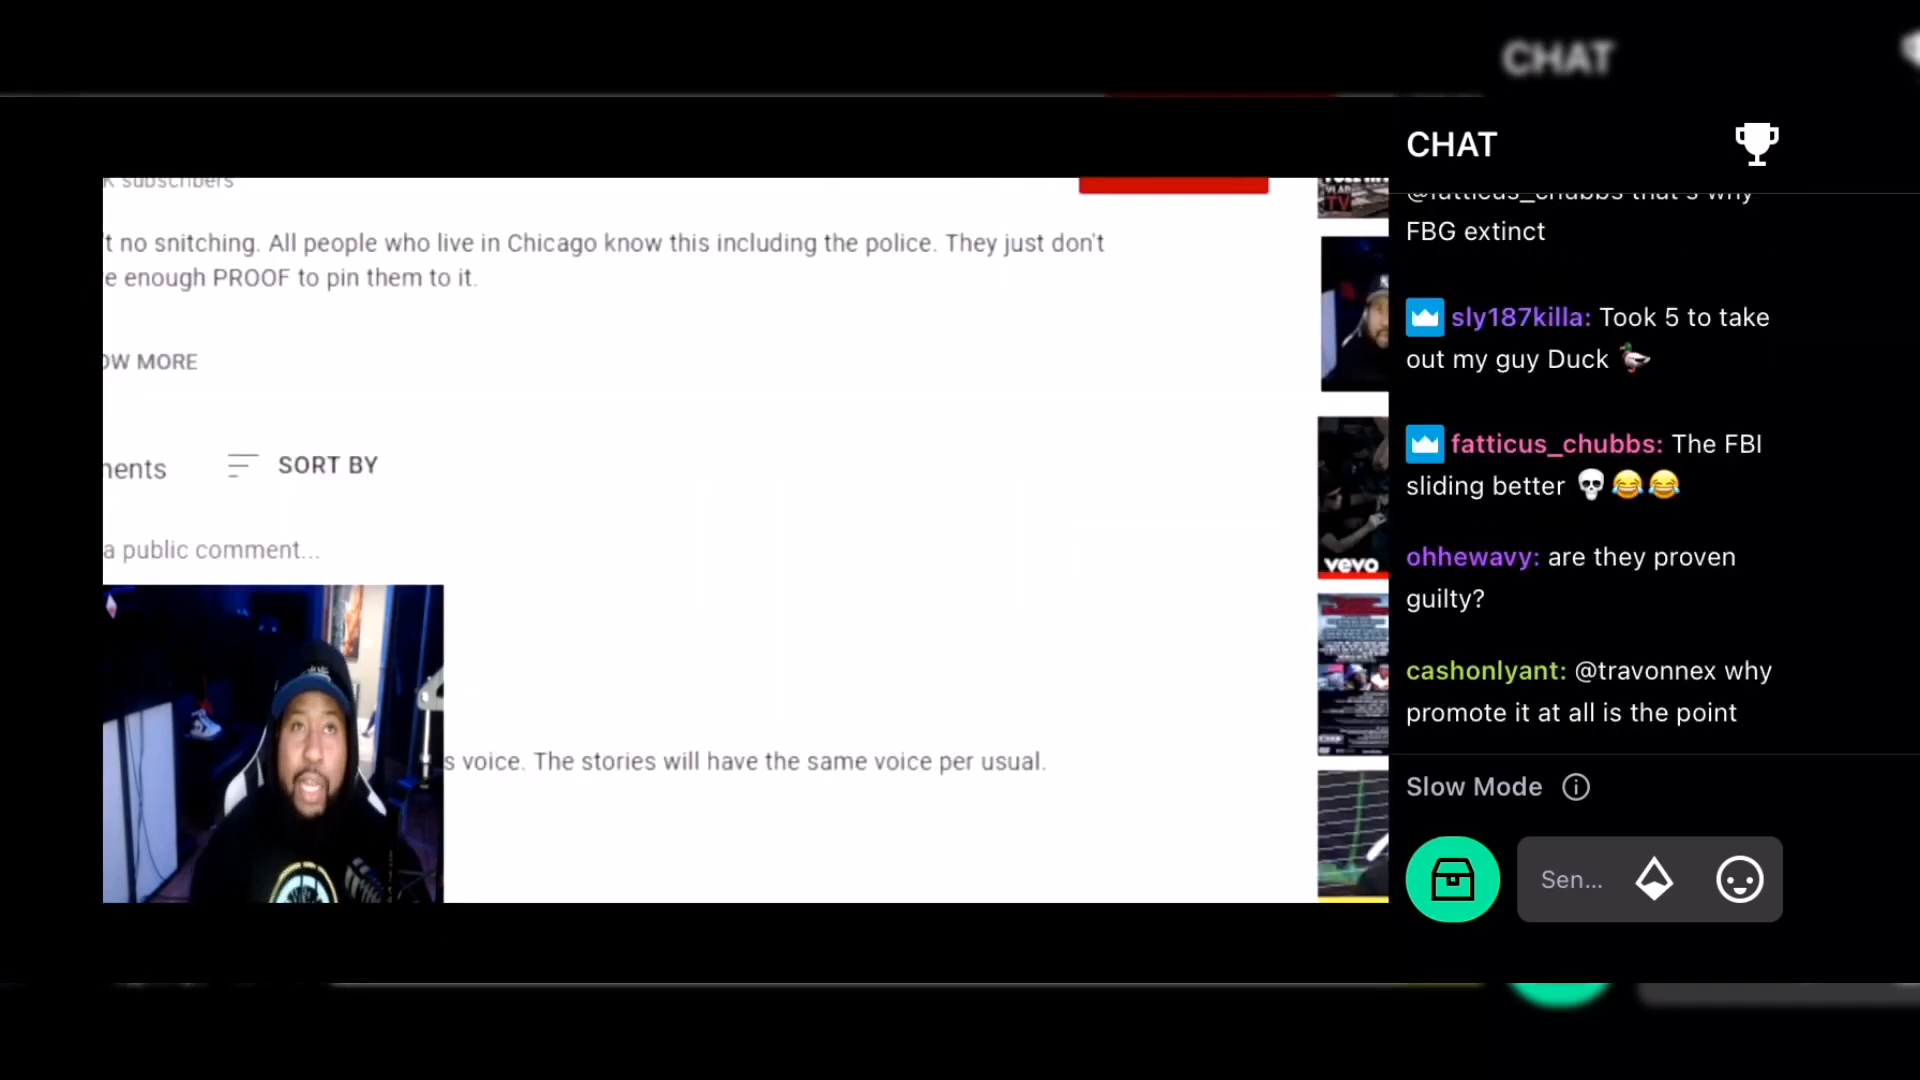 CHAT
CHAT
K subscribers
't no snitching. All people who live in Chicago know this including the police. They just don't
e enough PROOF to pin them to it.
OW MORE
ments
SORT BY
a public comment...
s voice. The stories will have the same voice per usual.
VLAD
TV
vevo
@fatticus_chubbs that's why
FBG extinct
sly187killa: Took 5 to take
out my guy Duck 🦆
fatticus_chubbs: The FBI
sliding better 💀😂😂
ohhewavy: are they proven
guilty?
cashonlyant: @travonnex why
promote it at all is the point
Slow Mode
Sen...